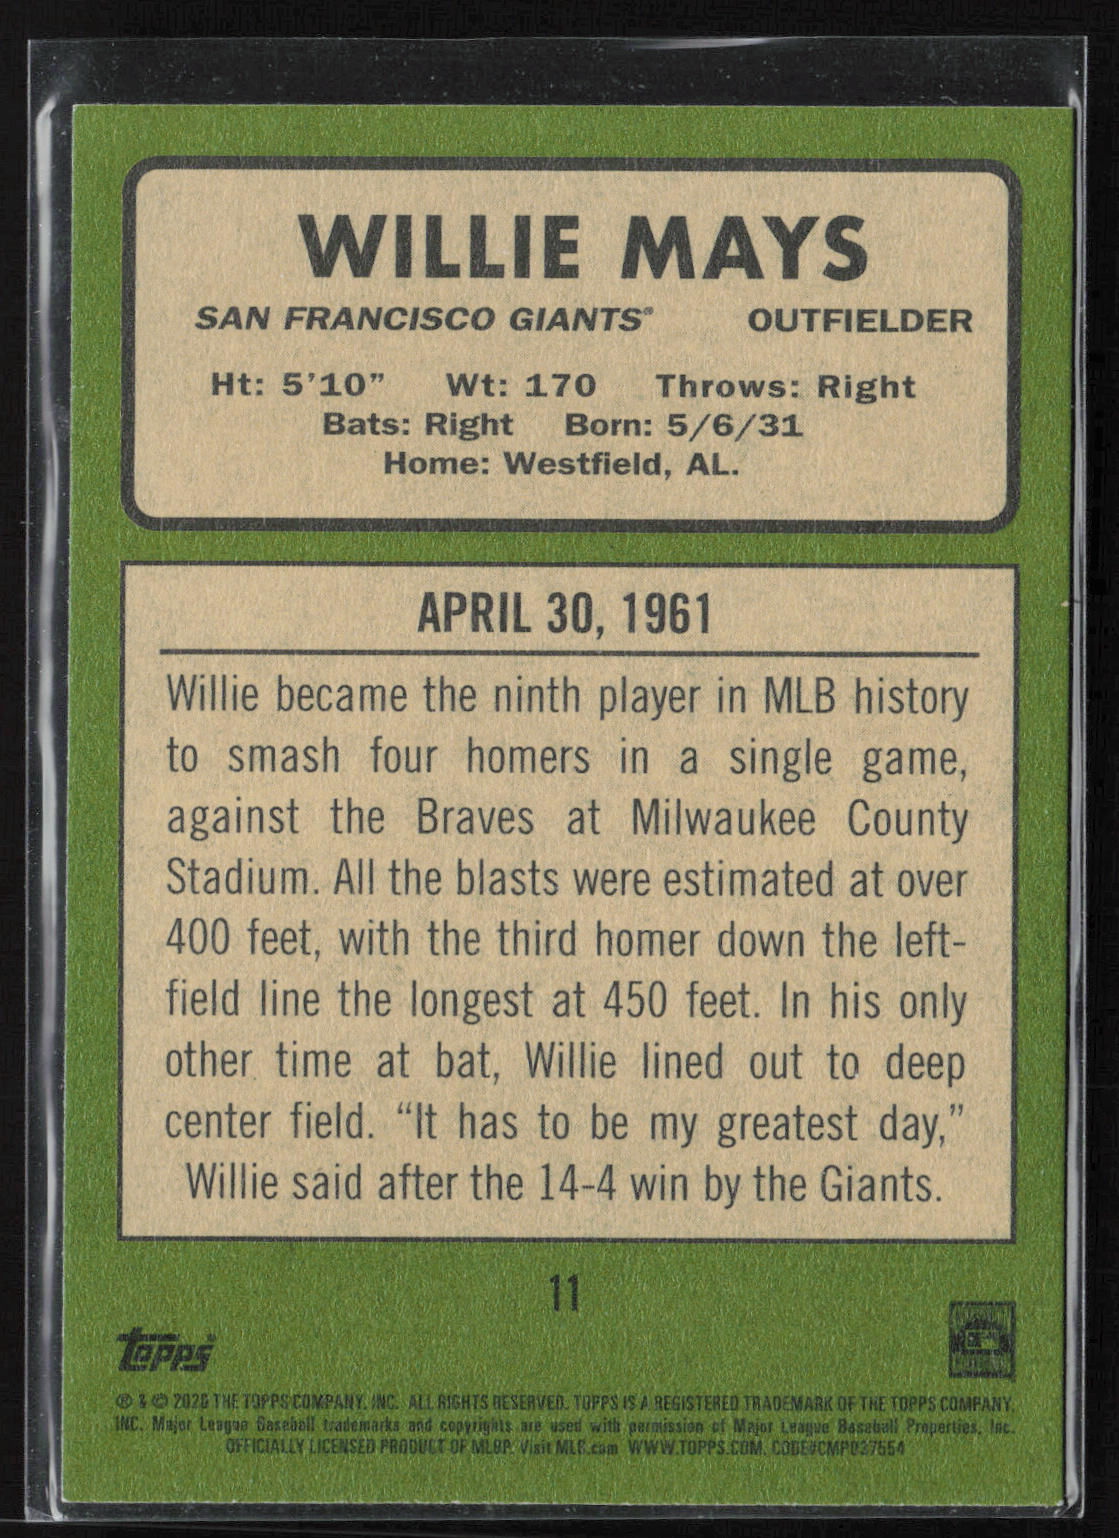 WILLIE MAYS
SAN FRANCISCO GIANTS® OUTFIELDER
Ht: 5'10" Wt: 170 Throws: Right
Bats: Right Born: 5/6/31
Home: Westfield, AL.
APRIL 30, 1961
Willie became the ninth player in MLB history
to smash four homers in a single game,
against the Braves at Milwaukee County
Stadium. All the blasts were estimated at over
400 feet, with the third homer down the left-
field line the longest at 450 feet. In his only
other time at bat, Willie lined out to deep
center field. “It has to be my greatest day,”
Willie said after the 14-4 win by the Giants.
11
topps
® & © 2026 THE TOPPS COMPANY, INC. ALL RIGHTS RESERVED. TOPPS IS A REGISTERED TRADEMARK OF THE TOPPS COMPANY,
INC. Major League Baseball trademarks and copyrights are used with permission of Major League Baseball Properties, Inc.
OFFICIALLY LICENSED PRODUCT OF MLBP. Visit MLB.com WWW.TOPPS.COM. CODE#CMP037554